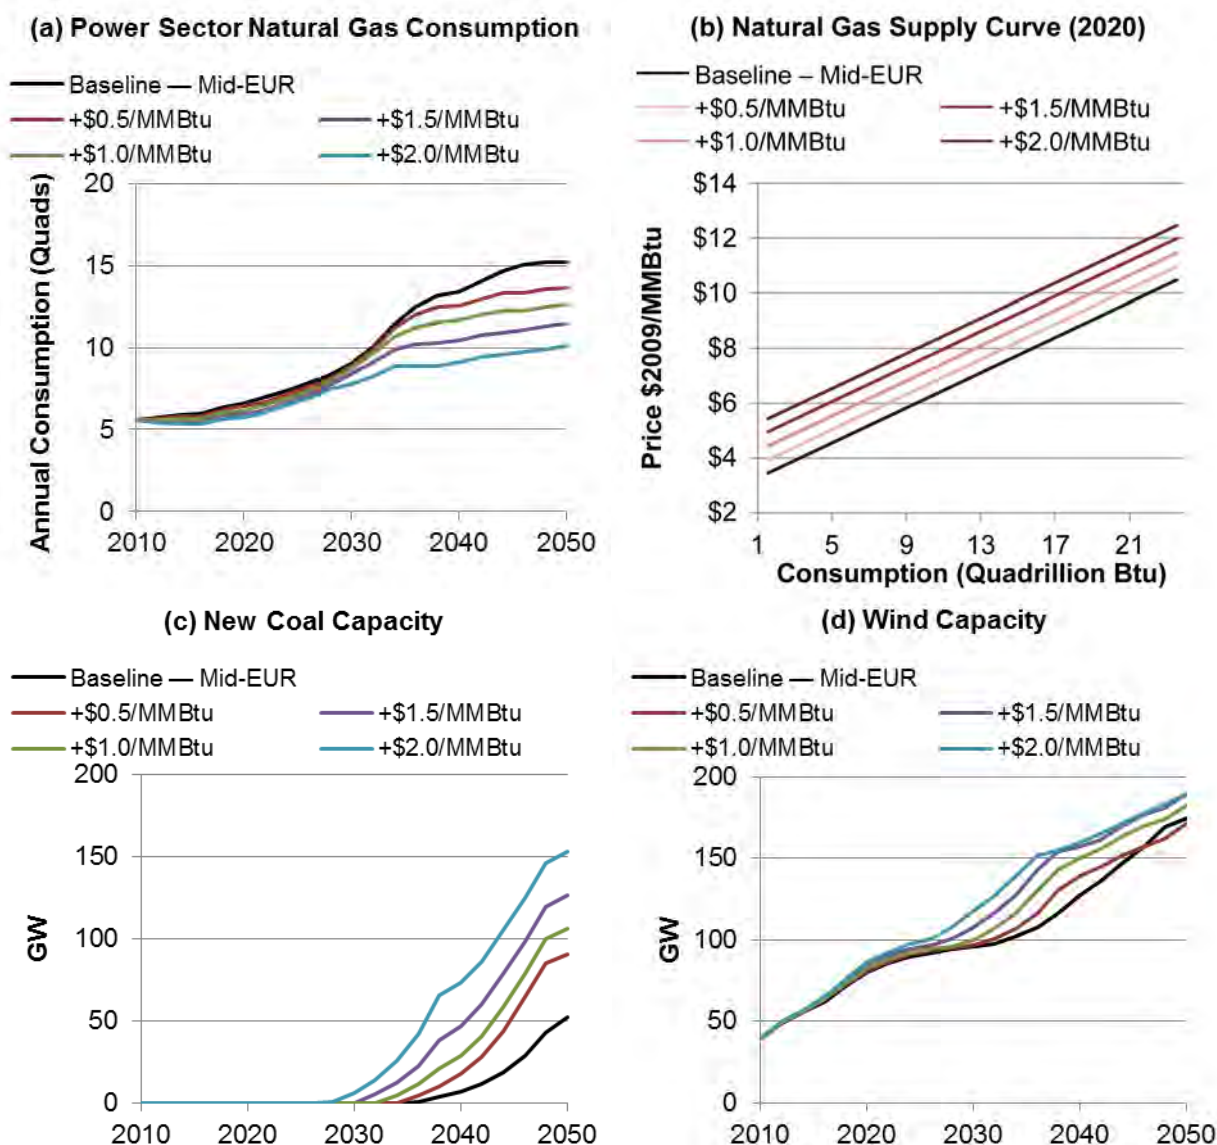 (a) Power Sector Natural Gas Consumption
Baseline — Mid-EUR
+$0.5/MMBtu
+$1.5/MMBtu
+$1.0/MMBtu
+$2.0/MMBtu
Annual Consumption (Quads)
20
15
10
5
0
2010 2020 2030 2040 2050
(b) Natural Gas Supply Curve (2020)
Baseline – Mid-EUR
+$0.5/MMBtu
+$1.5/MMBtu
+$1.0/MMBtu
+$2.0/MMBtu
Price $2009/MMBtu
$14
$12
$10
$8
$6
$4
$2
1 5 9 13 17 21
Consumption (Quadrillion Btu)
(c) New Coal Capacity
Baseline — Mid-EUR
+$0.5/MMBtu
+$1.5/MMBtu
+$1.0/MMBtu
+$2.0/MMBtu
GW
200
150
100
50
0
2010 2020 2030 2040 2050
(d) Wind Capacity
Baseline — Mid-EUR
+$0.5/MMBtu
+$1.5/MMBtu
+$1.0/MMBtu
+$2.0/MMBtu
GW
200
150
100
50
0
2010 2020 2030 2040 2050